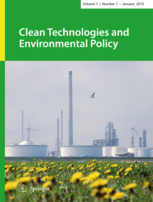 Volume 1 • Number 1 • January 2019
Clean Technologies and
Environmental Policy
Springer